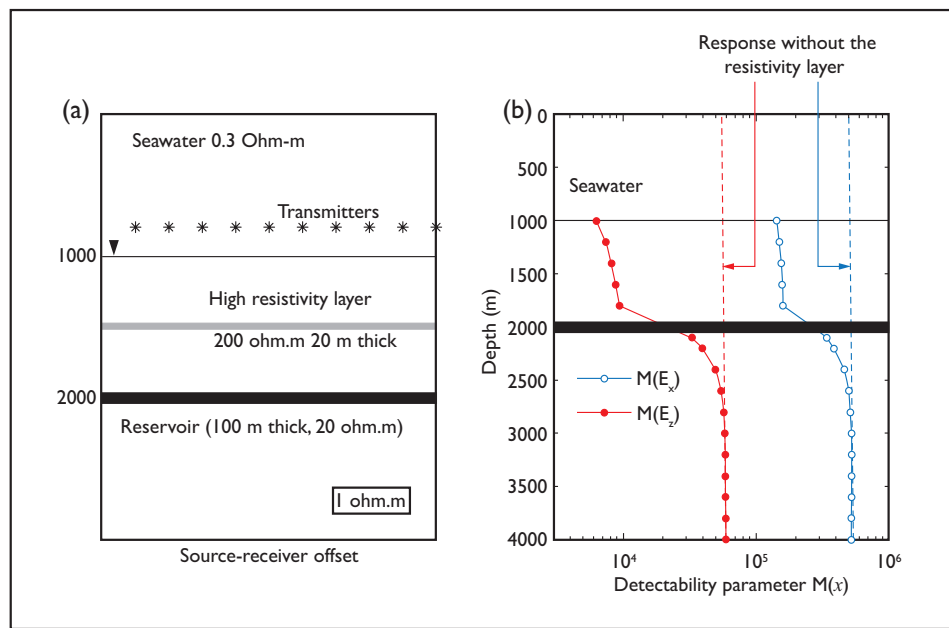 Response without the
resistivity layer
(a)
Seawater 0.3 Ohm-m
Transmitters
1000
High resistivity layer
200 ohm.m 20 m thick
2000
Reservoir (100 m thick, 20 ohm.m)
1 ohm.m
Source-receiver offset
(b)
0
500
Seawater
1000
1500
2000
2500
3000
3500
4000
Depth (m)
M(Eₓ)
M(E_z)
10⁴
10⁵
10⁶
Detectability parameter M(x)